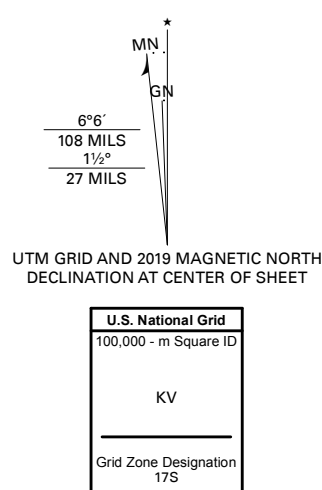 ★
MN
GN
6°6´
108 MILS
1½°
27 MILS
UTM GRID AND 2019 MAGNETIC NORTH
DECLINATION AT CENTER OF SHEET
U.S. National Grid
100,000 - m Square ID
KV
Grid Zone Designation
17S